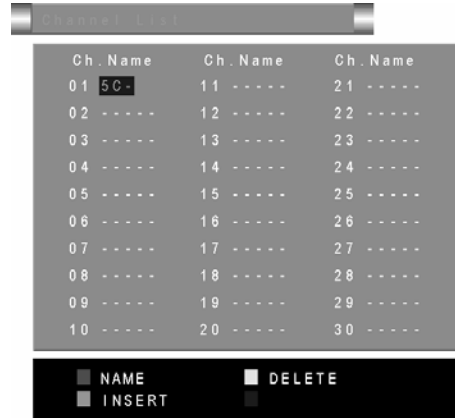 Channel List
Ch.Name Ch.Name Ch.Name
01 5C- 11 ----- 21 -----
02 ----- 12 ----- 22 -----
03 ----- 13 ----- 23 -----
04 ----- 14 ----- 24 -----
05 ----- 15 ----- 25 -----
06 ----- 16 ----- 26 -----
07 ----- 17 ----- 27 -----
08 ----- 18 ----- 28 -----
09 ----- 19 ----- 29 -----
10 ----- 20 ----- 30 -----
NAME DELETE
INSERT